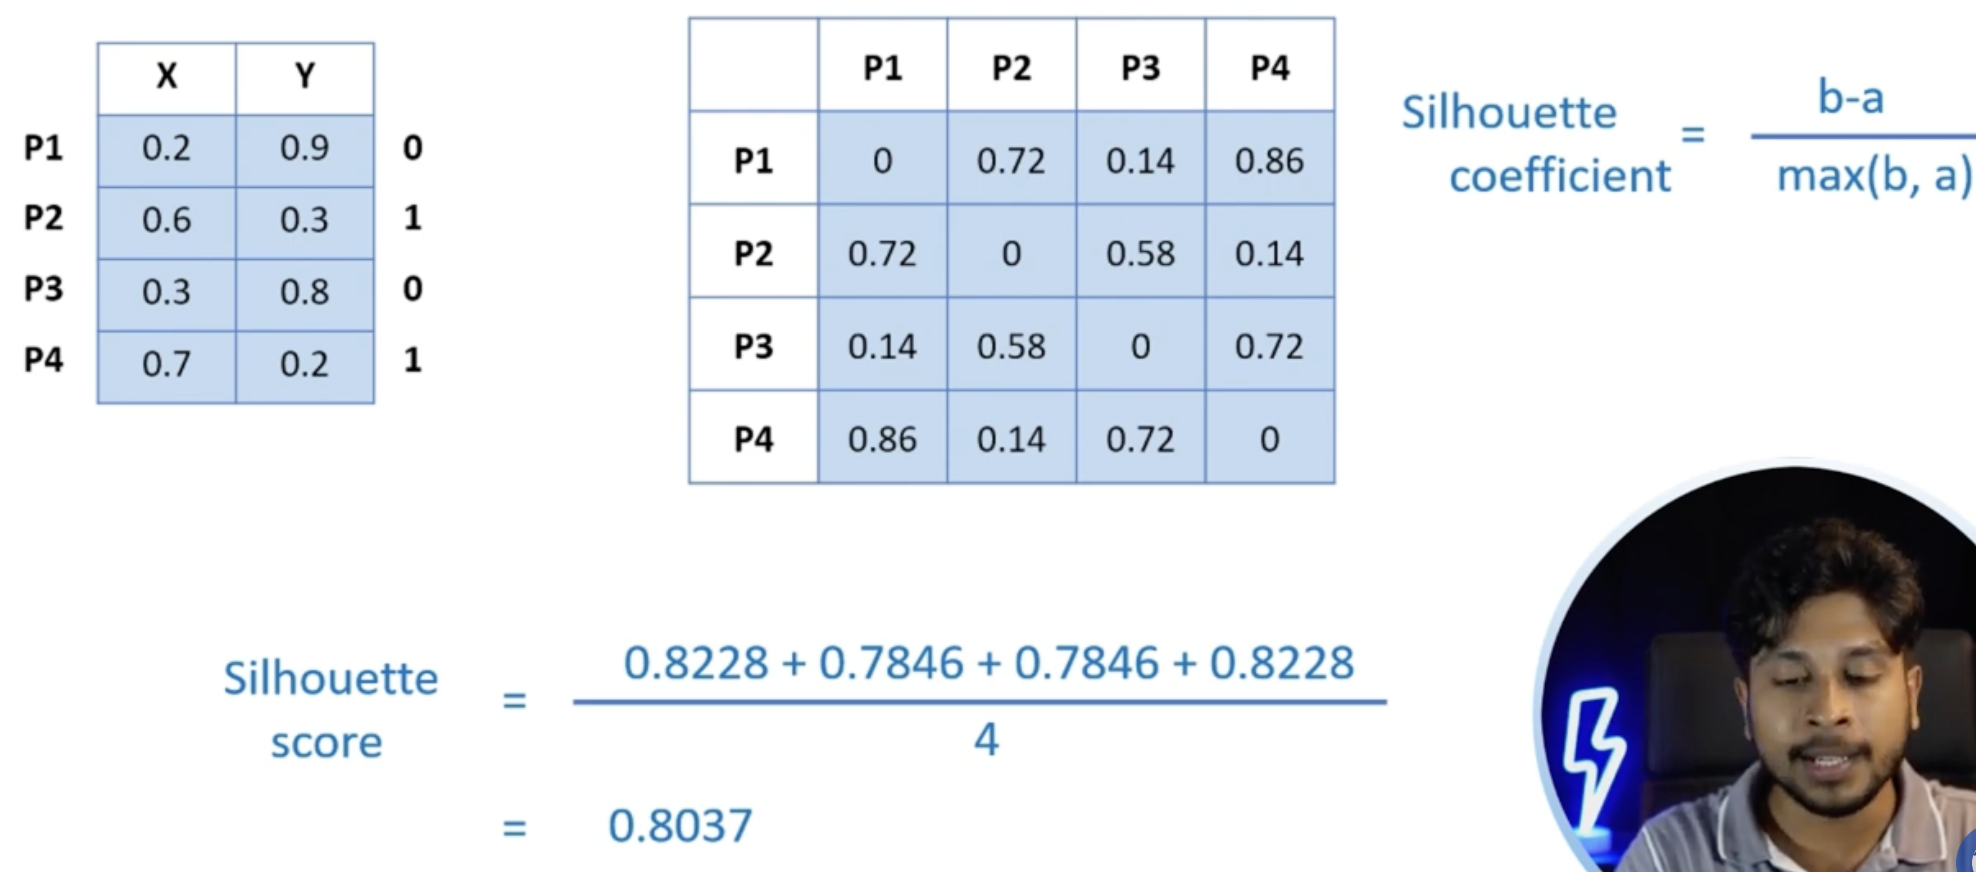 X Y
P1 0.2 0.9 0
P2 0.6 0.3 1
P3 0.3 0.8 0
P4 0.7 0.2 1
P1 P2 P3 P4
P1 0 0.72 0.14 0.86
P2 0.72 0 0.58 0.14
P3 0.14 0.58 0 0.72
P4 0.86 0.14 0.72 0
Silhouette
coefficient
=
b-a
max(b, a)
Silhouette
score
=
0.8228 + 0.7846 + 0.7846 + 0.8228
4
= 0.8037